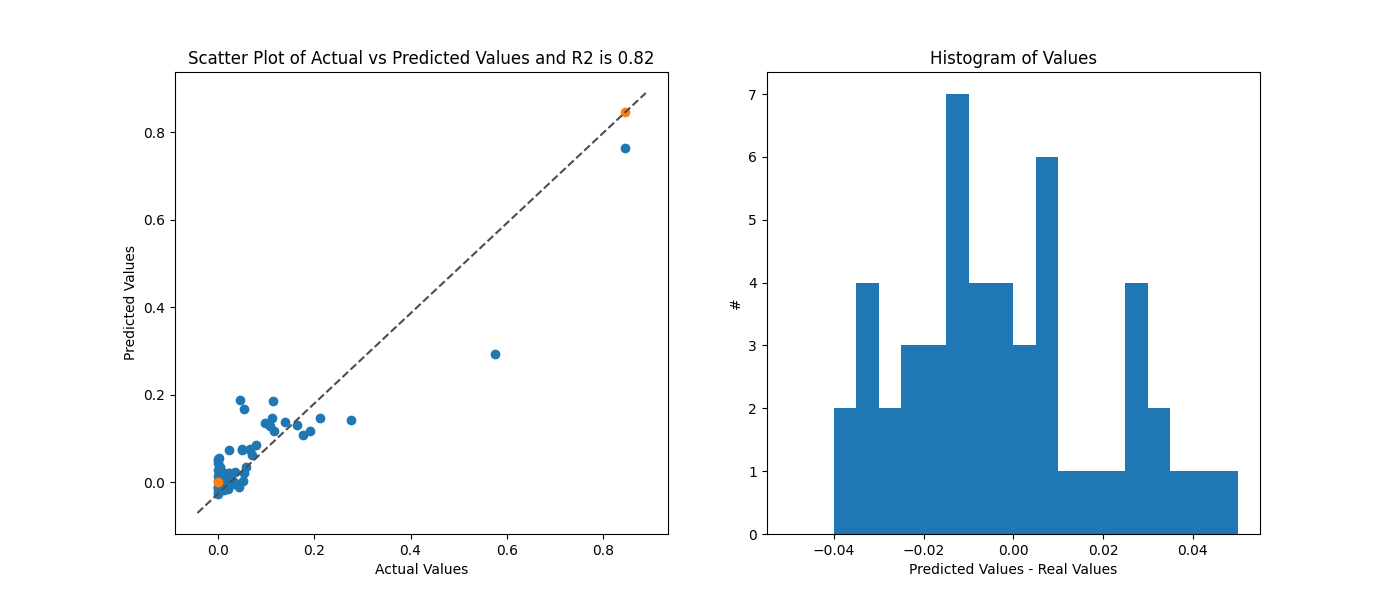 Scatter Plot of Actual vs Predicted Values and R2 is 0.82
Predicted Values
0.8
0.6
0.4
0.2
0.0
0.0 0.2 0.4 0.6 0.8
Actual Values
Histogram of Values
#
7
6
5
4
3
2
1
0
−0.04 −0.02 0.00 0.02 0.04
Predicted Values - Real Values